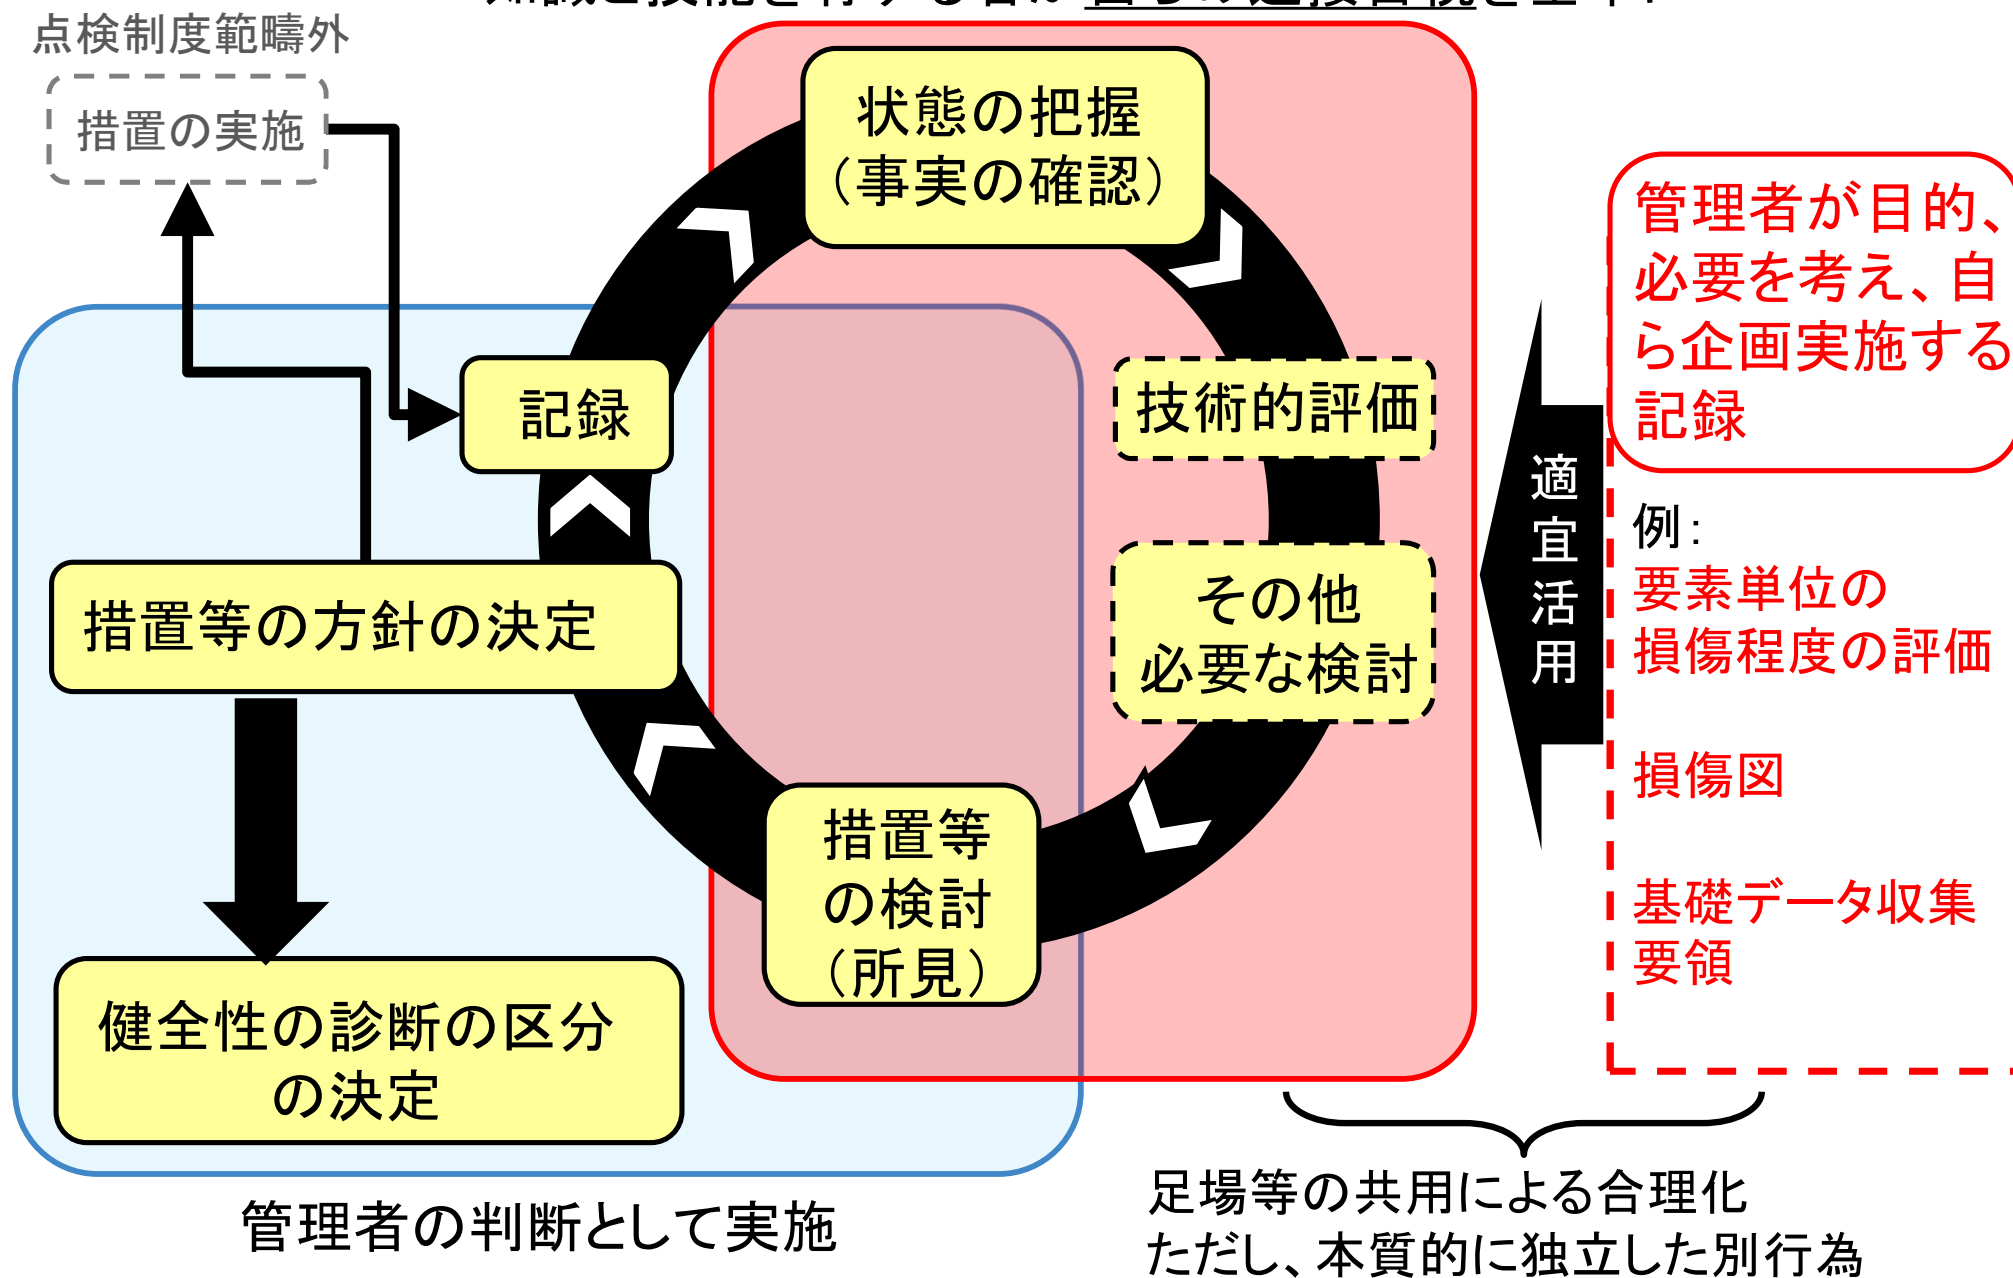 点検制度範疇外
措置の実施
状態の把握
（事実の確認）
記録
技術的評価
その他
必要な検討
措置等の方針の決定
措置等
の検討
（所見）
健全性の診断の区分
の決定
管理者の判断として実施
適宜活用
管理者が目的、
必要を考え、自
ら企画実施する
記録
例：
要素単位の
損傷程度の評価
損傷図
基礎データ収集
要領
足場等の共用による合理化
ただし、本質的に独立した別行為